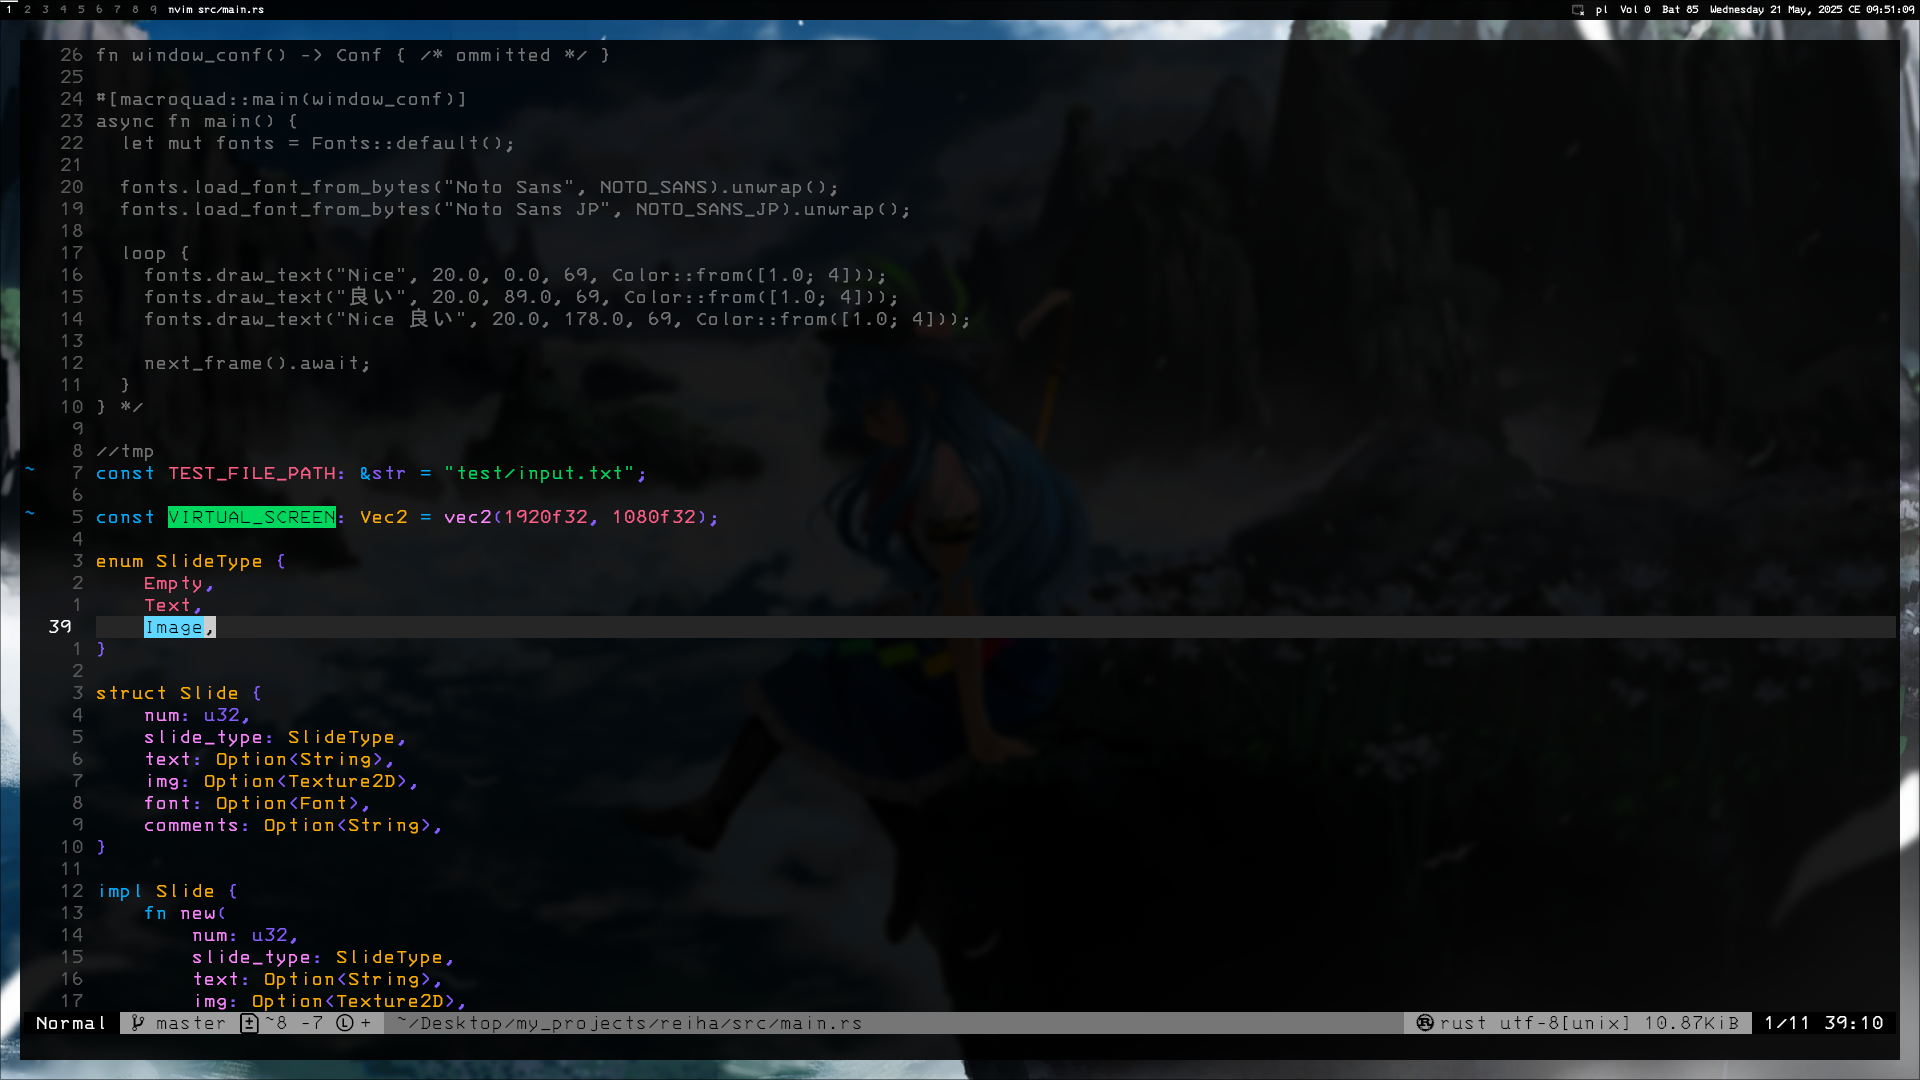 1 2 3 4 5 6 7 8 9 nvim src/main.rs pl Vol 0 Bat 85 Wednesday 21 May, 2025 CE 09:51:09
26 fn window_conf() -> Conf { /* ommitted */ }
25
24 #[macroquad::main(window_conf)]
23 async fn main() {
22 let mut fonts = Fonts::default();
21
20 fonts.load_font_from_bytes("Noto Sans", NOTO_SANS).unwrap();
19 fonts.load_font_from_bytes("Noto Sans JP", NOTO_SANS_JP).unwrap();
18
17 loop {
16 fonts.draw_text("Nice", 20.0, 0.0, 69, Color::from([1.0; 4]));
15 fonts.draw_text("良い", 20.0, 89.0, 69, Color::from([1.0; 4]));
14 fonts.draw_text("Nice 良い", 20.0, 178.0, 69, Color::from([1.0; 4]));
13
12 next_frame().await;
11 }
10 } */
9
8 //tmp
~ 7 const TEST_FILE_PATH: &str = "test/input.txt";
6
~ 5 const VIRTUAL_SCREEN: Vec2 = vec2(1920f32, 1080f32);
4
3 enum SlideType {
2 Empty,
1 Text,
39 Image,
1 }
2
3 struct Slide {
4 num: u32,
5 slide_type: SlideType,
6 text: Option<String>,
7 img: Option<Texture2D>,
8 font: Option<Font>,
9 comments: Option<String>,
10 }
11
12 impl Slide {
13 fn new(
14 num: u32,
15 slide_type: SlideType,
16 text: Option<String>,
17 img: Option<Texture2D>,
Normal master ~8 -7 L + ~/Desktop/my_projects/reiha/src/main.rs rust utf-8[unix] 10.87KiB 1/11 39:10